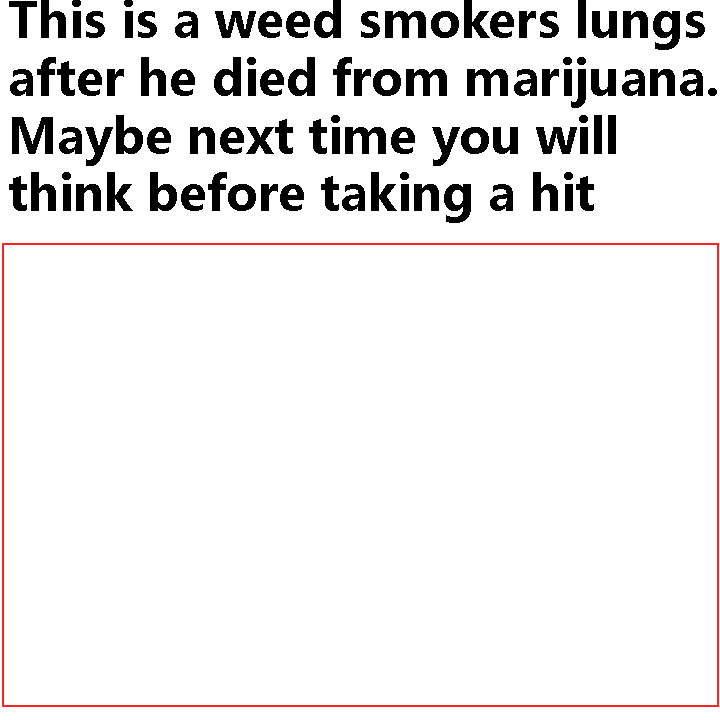 This is a weed smokers lungs
after he died from marijuana.
Maybe next time you will
think before taking a hit